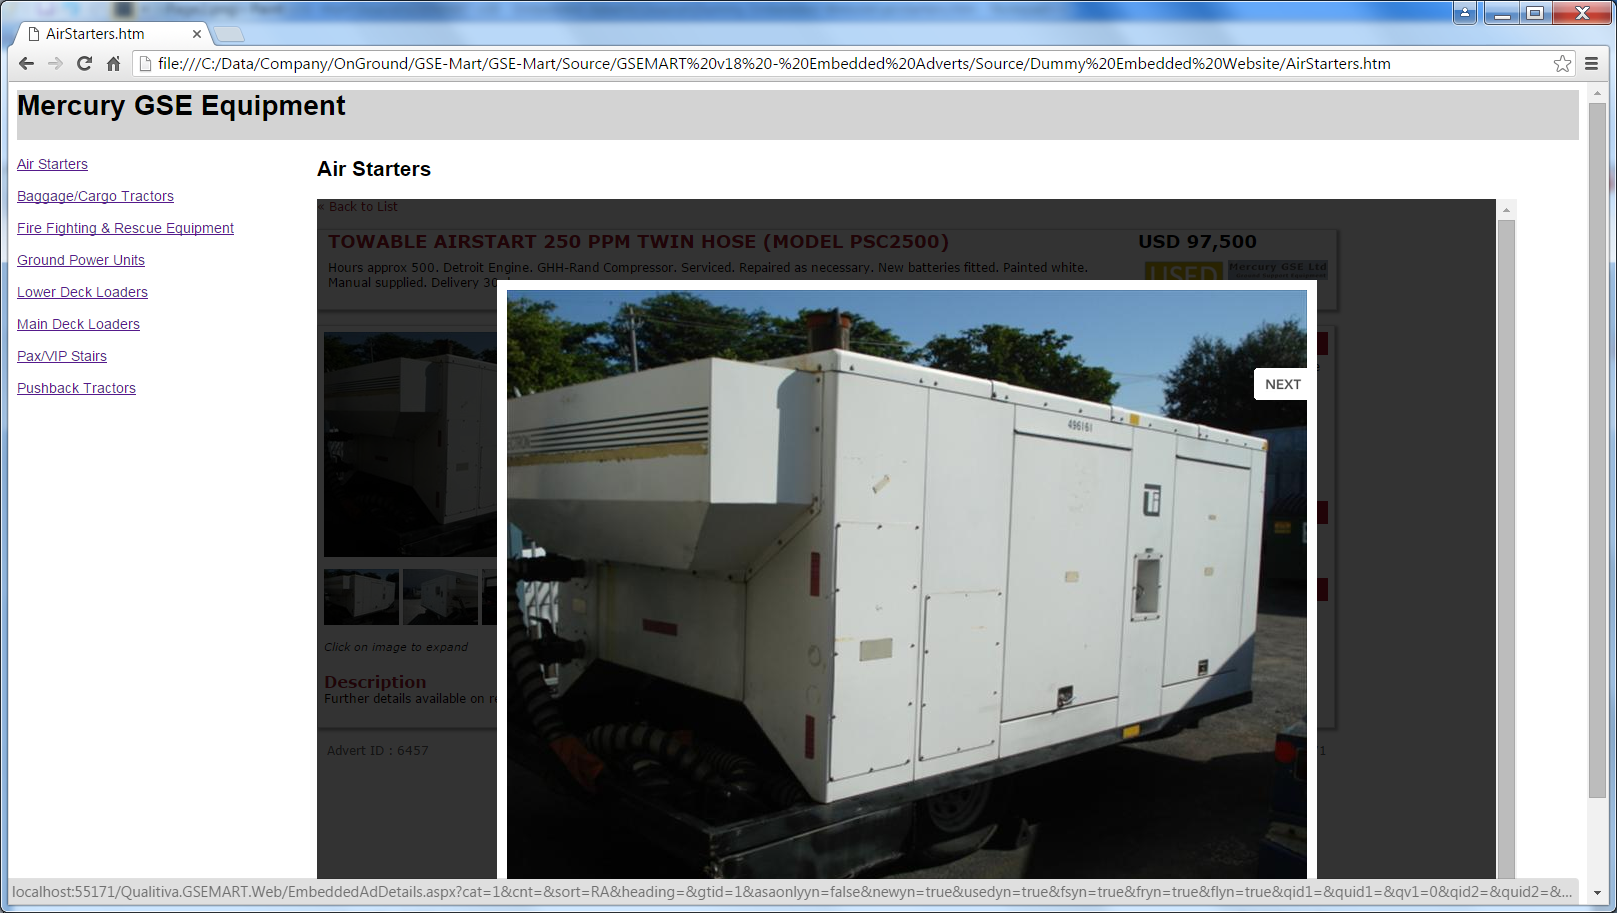 AirStarters.htm
file:///C:/Data/Company/OnGround/GSE-Mart/GSE-Mart/Source/GSEMART%20v18%20-%20Embedded%20Adverts/Source/Dummy%20Embedded%20Website/AirStarters.htm
Mercury GSE Equipment
Air Starters
Baggage/Cargo Tractors
Fire Fighting & Rescue Equipment
Ground Power Units
Lower Deck Loaders
Main Deck Loaders
Pax/VIP Stairs
Pushback Tractors
Air Starters
« Back to List
TOWABLE AIRSTART 250 PPM TWIN HOSE (MODEL PSC2500)
USD 97,500
Hours approx 500. Detroit Engine. GHH-Rand Compressor. Serviced. Repaired as necessary. New batteries fitted. Painted white.
Manual supplied. Delivery 30
USED
Mercury GSE Ltd
NEXT
496161
Click on image to expand
Description
Further details available on re
Advert ID : 6457
localhost:55171/Qualitiva.GSEMART.Web/EmbeddedAdDetails.aspx?cat=1&cnt=&sort=RA&heading=&gtid=1&asaonlyyn=false&newyn=true&usedyn=true&fsyn=true&fryn=true&flyn=true&qid1=&quid1=&qv1=0&qid2=&quid2=&...